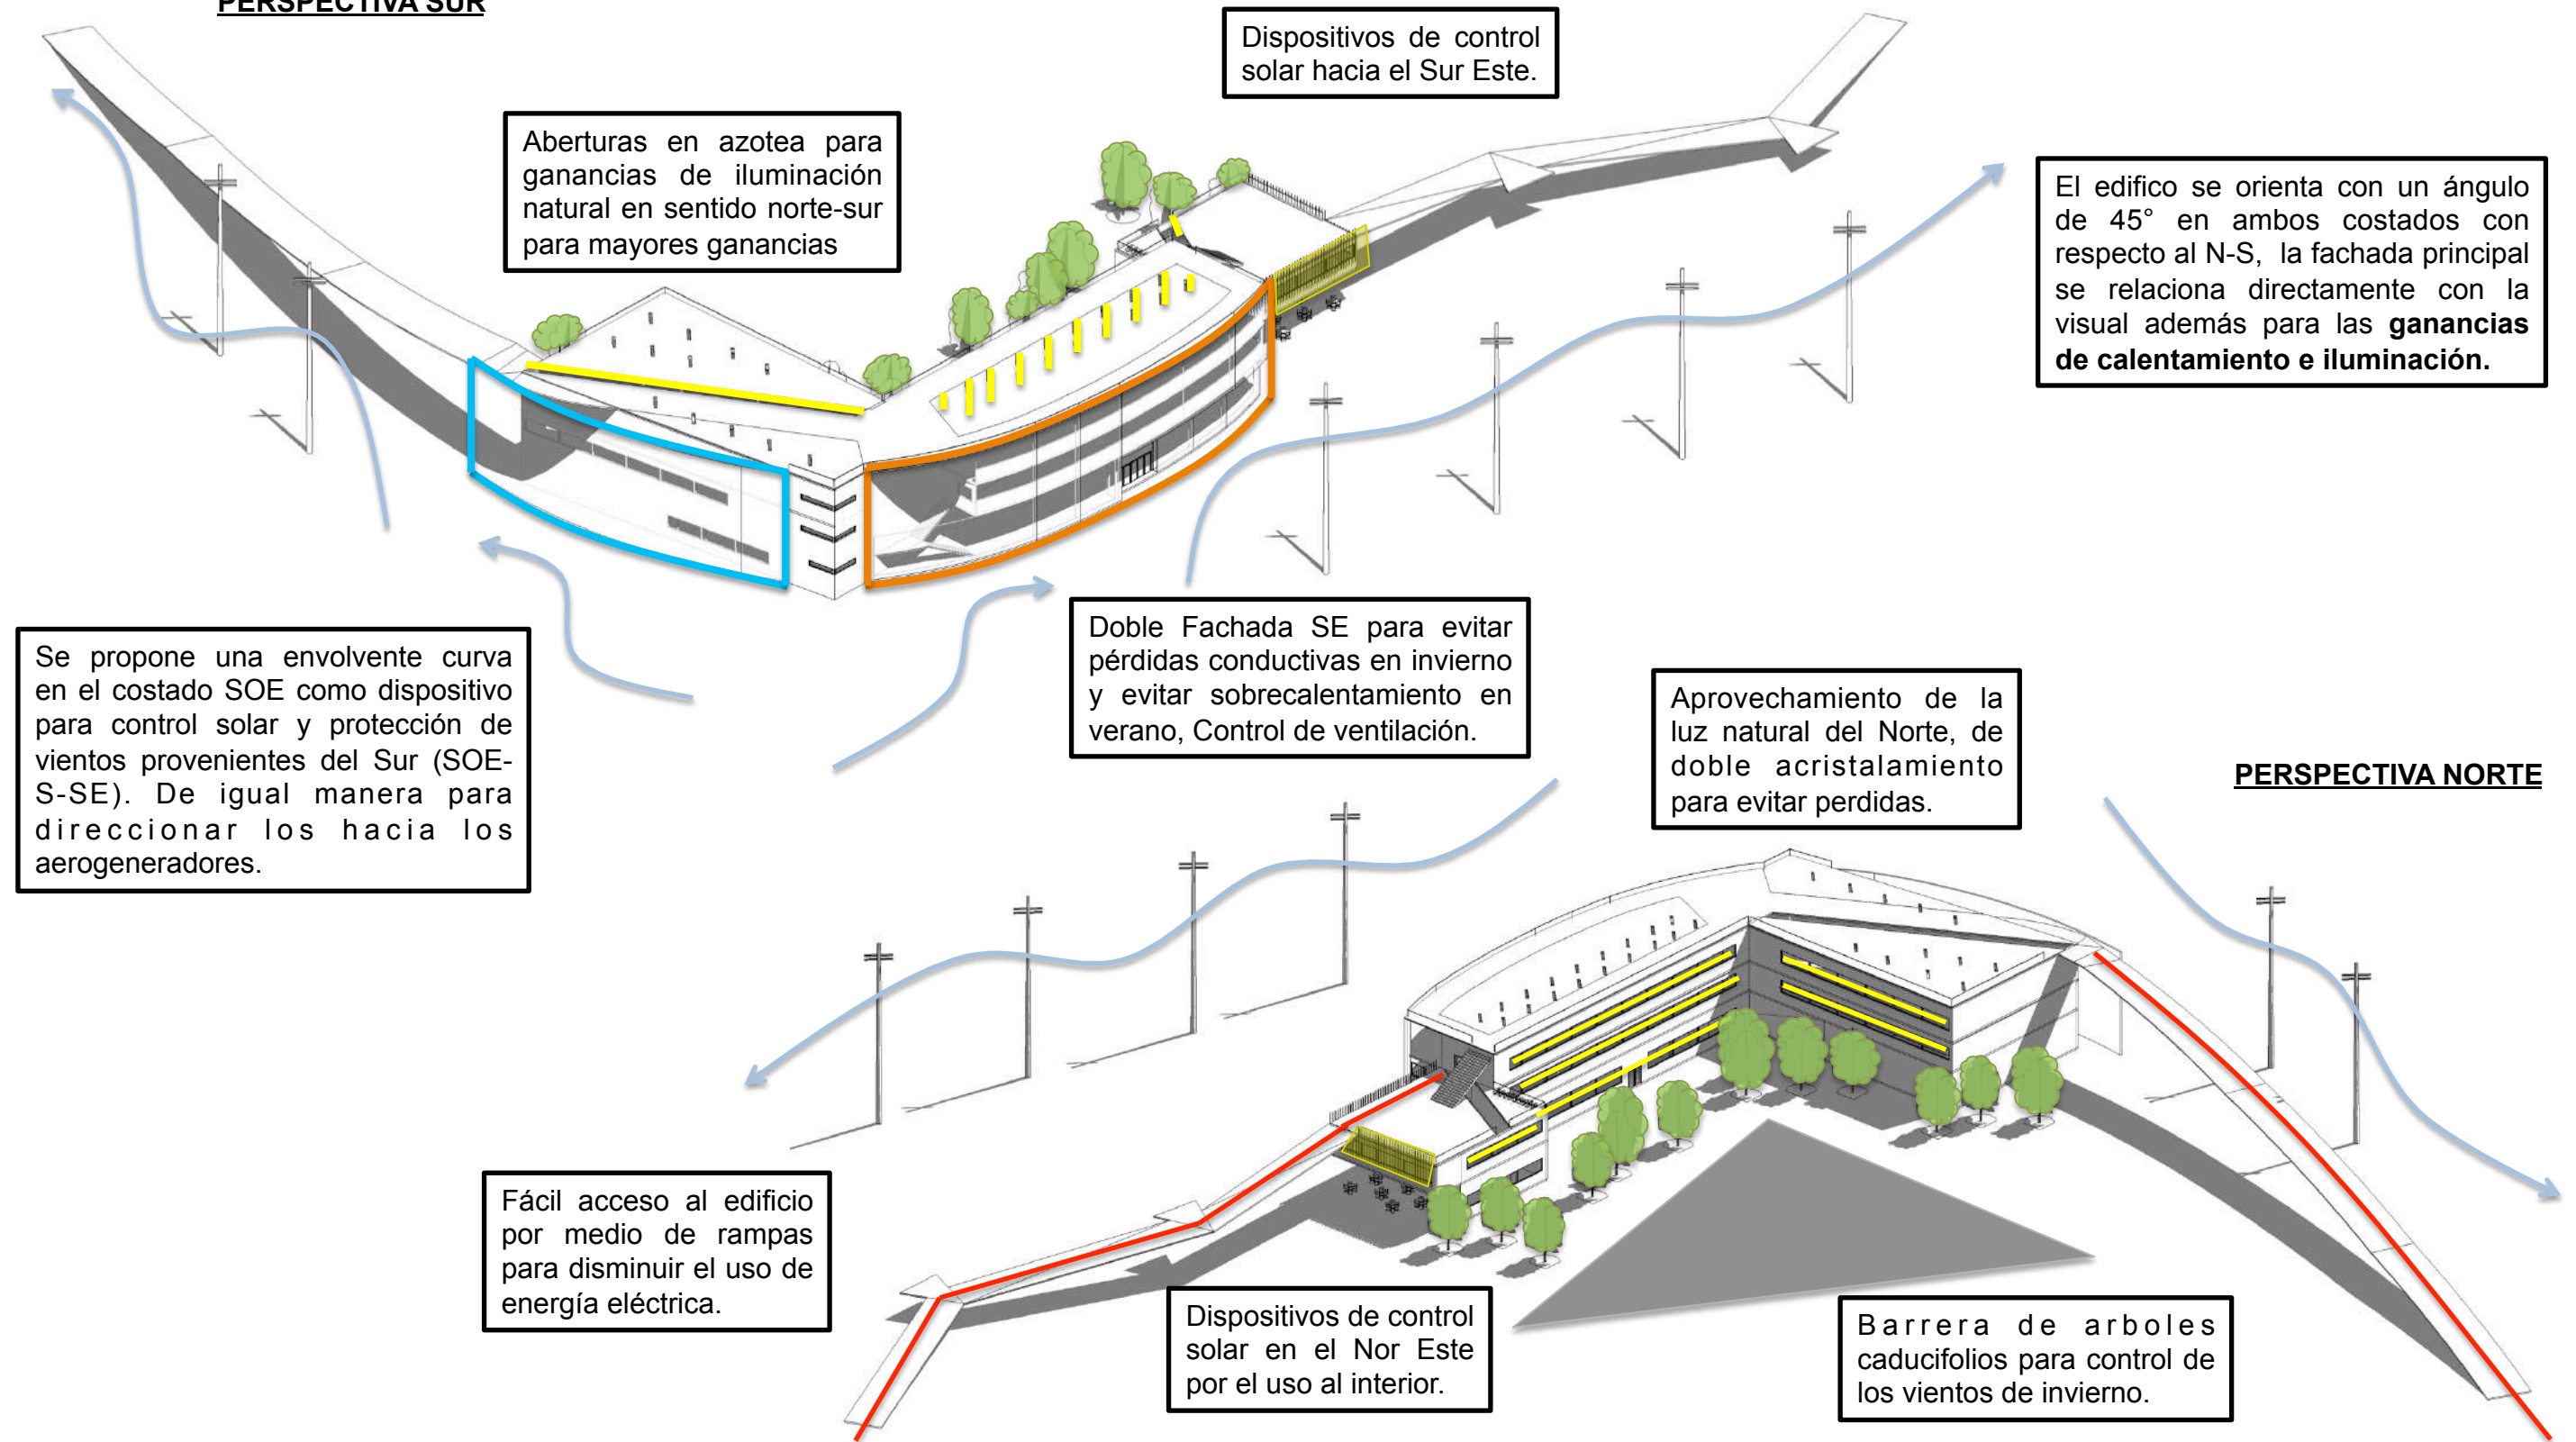 PERSPECTIVA SUR
Dispositivos de control
solar hacia el Sur Este.
Aberturas en azotea para
ganancias de iluminación
natural en sentido norte-sur
para mayores ganancias
El edifico se orienta con un ángulo
de 45° en ambos costados con
respecto al N-S, la fachada principal
se relaciona directamente con la
visual además para las ganancias
de calentamiento e iluminación.
Se propone una envolvente curva
en el costado SOE como dispositivo
para control solar y protección de
vientos provenientes del Sur (SOE-
S-SE). De igual manera para
direccionar los hacia los
aerogeneradores.
Doble Fachada SE para evitar
pérdidas conductivas en invierno
y evitar sobrecalentamiento en
verano, Control de ventilación.
Aprovechamiento de la
luz natural del Norte, de
doble acristalamiento
para evitar perdidas.
PERSPECTIVA NORTE
Fácil acceso al edificio
por medio de rampas
para disminuir el uso de
energía eléctrica.
Dispositivos de control
solar en el Nor Este
por el uso al interior.
Barrera de arboles
caducifolios para control de
los vientos de invierno.